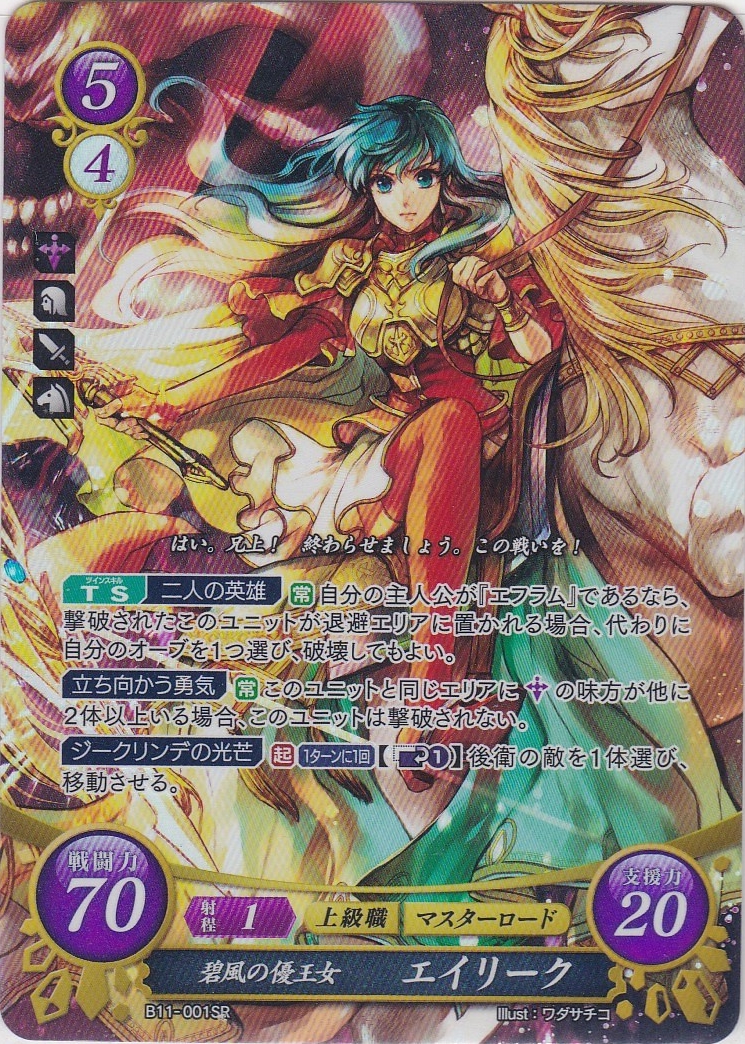 5
4
はい。兄上! 終わらせましょう。この戦いを!
ツインスキル
TS 二人の英雄 常 自分の主人公が『エフラム』であるなら、
撃破されたこのユニットが退避エリアに置かれる場合、代わりに
自分のオーブを1つ選び、破壊してもよい。
立ち向かう勇気 常 このユニットと同じエリアに の味方が他に
2体以上いる場合、このユニットは撃破されない。
ジークリンデの光芒 起 1ターンに1回 【 1】後衛の敵を1体選び、
移動させる。
戦闘力
70
射程 1 上級職 マスターロード
支援力
20
碧風の優王女 エイリーク
B11-001SR
Illust:ワダサチコ